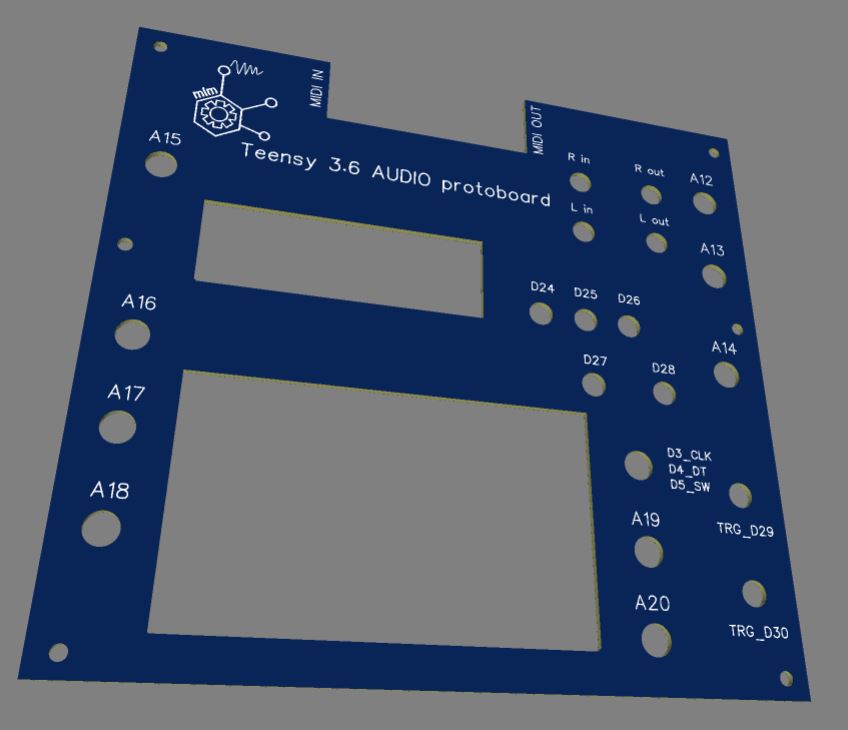 MIDI IN
mlm
MIDI OUT
A15
Teensy 3.6 AUDIO protoboard
R in
R out
A12
L in
L out
A13
D24
D25
D26
A16
A14
D27
D28
A17
D3_CLK
D4_DT
D5_SW
A18
A19
TRG_D29
A20
TRG_D30